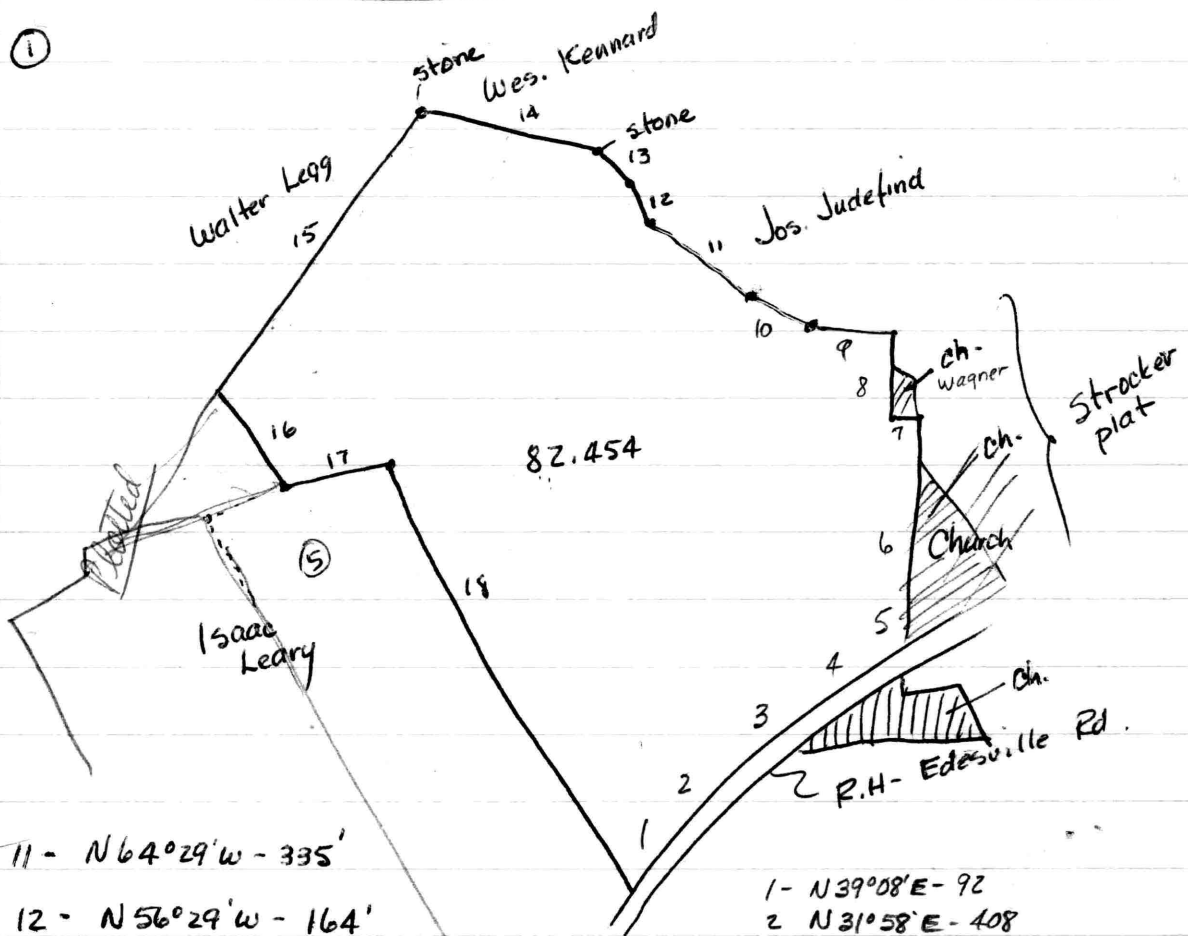 ①
stone
Wes. Kennard
14
stone
13
12
Walter Legg
15
11
Jos. Judefind
10
9
ch-
wagner
8
7
Strocker
plat
16
17
82.454
ch.
6
Church
⑤
18
5
Isaac
Leary
4
3
ch.
2
R.H- Edesville Rd.
1
11- N64°29'W - 335'
12- N56°29'W - 164'
1- N39°08'E - 92
2 N31°58'E - 408